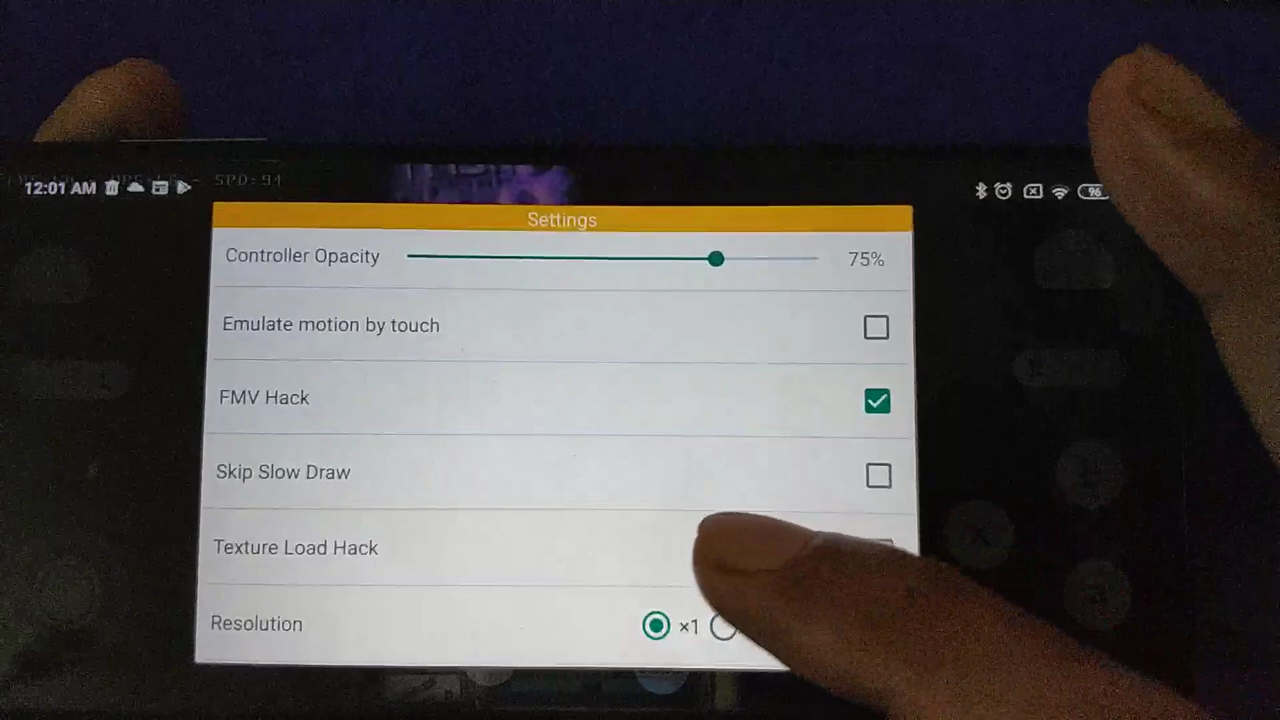 12:01 AM
SPD:94
96
Settings
Controller Opacity 75%
Emulate motion by touch
FMV Hack
Skip Slow Draw
Texture Load Hack
Resolution ×1